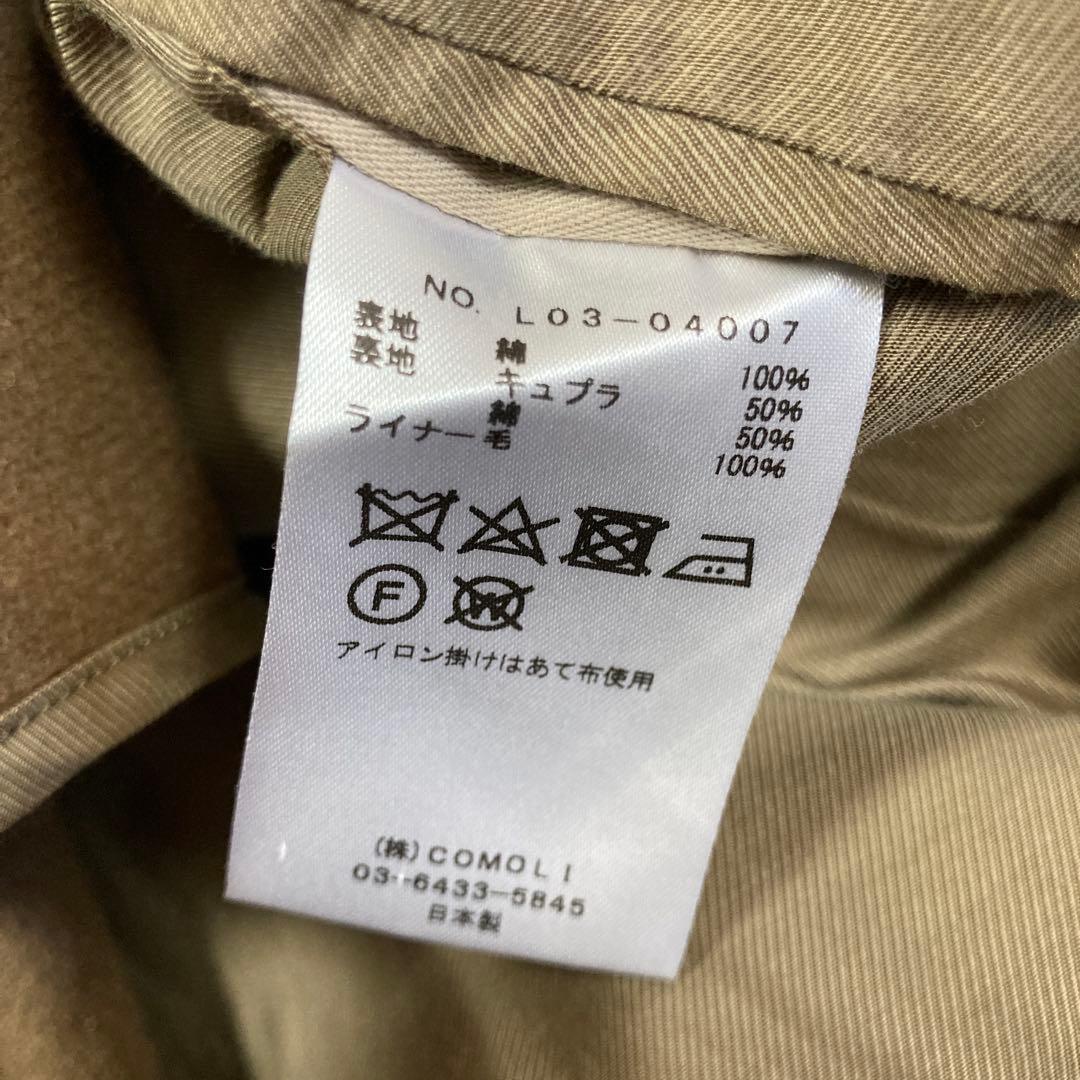 NO. L03-04007
表地 綿 100%
裏地 キュプラ 50%
綿 50%
ライナー毛 100%
F
W
アイロン掛けはあて布使用
(株)COMOLI
03-6433-5845
日本製